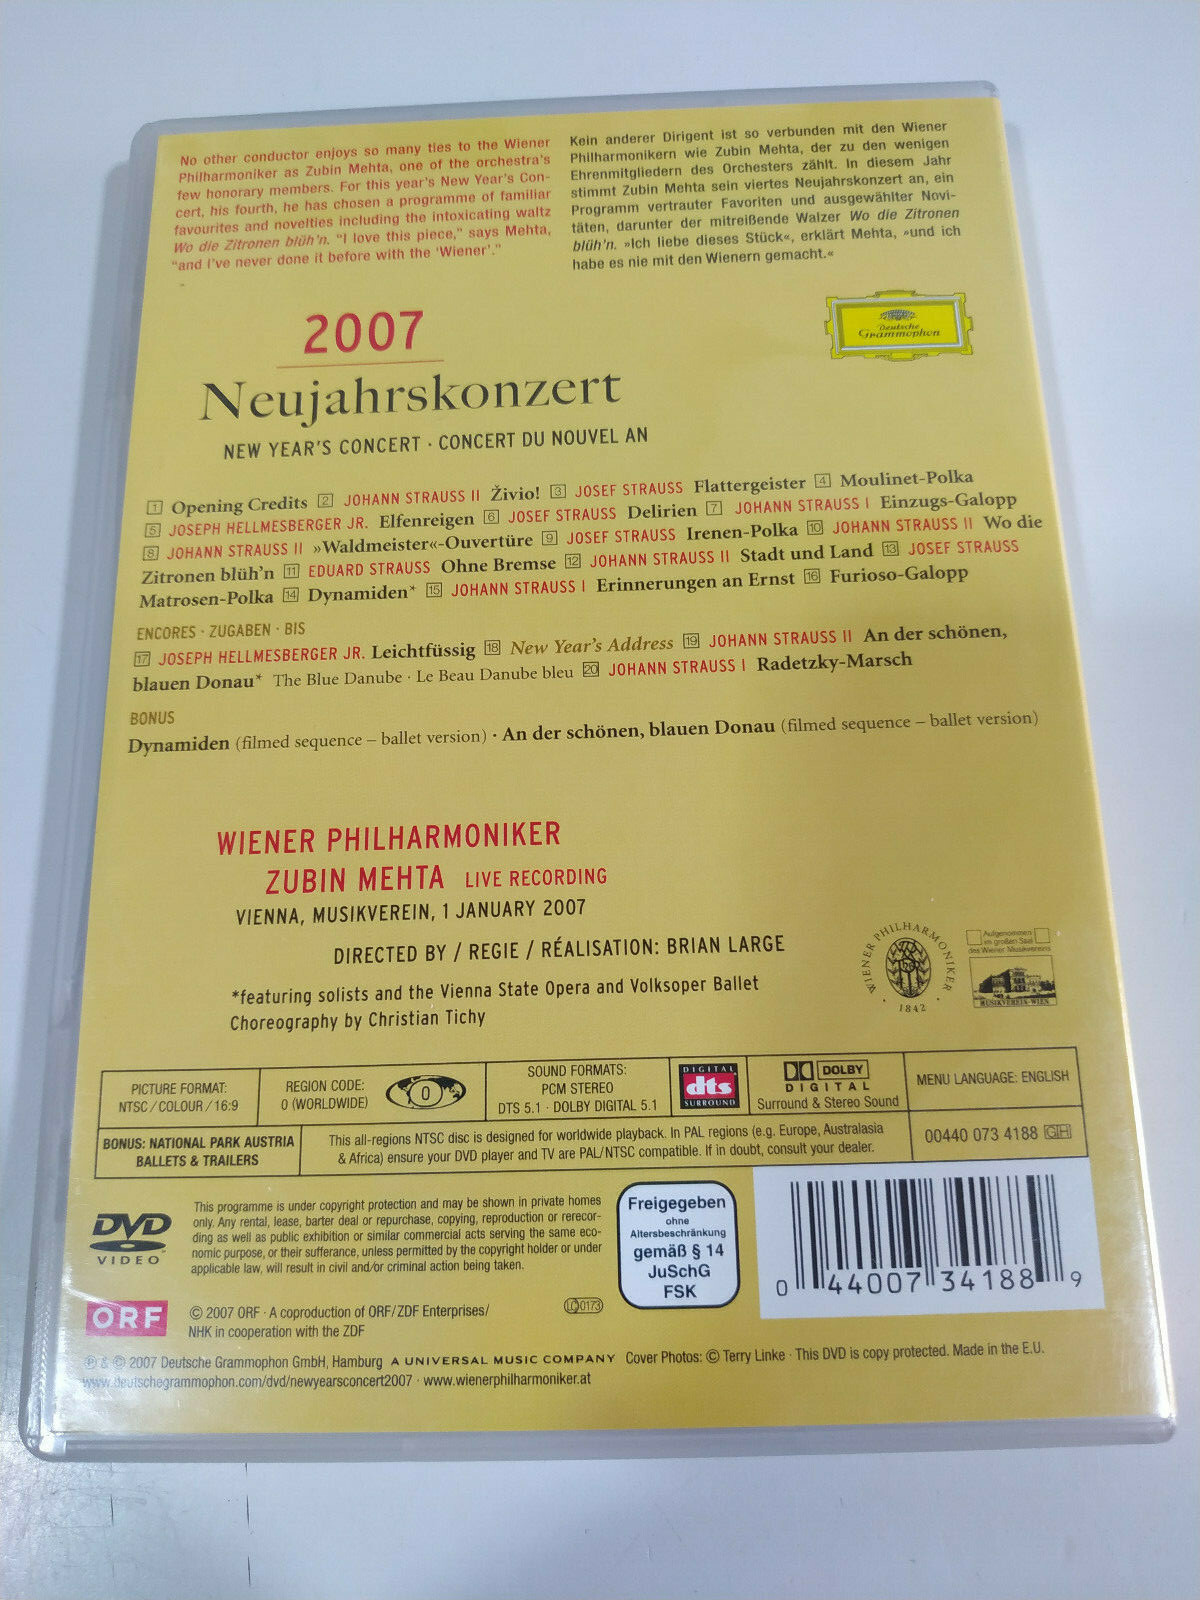 No other conductor enjoys so many ties to the Wiener
Philharmoniker as Zubin Mehta, one of the orchestra's
few honorary members. For this year's New Year's Con-
cert, his fourth, he has chosen a programme of familiar
favourites and novelties including the intoxicating waltz
Wo die Zitronen blüh'n. "I love this piece," says Mehta,
"and I've never done it before with the 'Wiener'."
Kein anderer Dirigent ist so verbunden mit den Wiener
Philharmonikern wie Zubin Mehta, der zu den wenigen
Ehrenmitgliedern des Orchesters zählt. In diesem Jahr
stimmt Zubin Mehta sein viertes Neujahrskonzert an, ein
Programm vertrauter Favoriten und ausgewählter Novi-
täten, darunter der mitreißende Walzer Wo die Zitronen
blüh'n. »Ich liebe dieses Stück«, erklärt Mehta, »und ich
habe es nie mit den Wienern gemacht.«
Deutsche
Grammophon
2007
Neujahrskonzert
NEW YEAR'S CONCERT · CONCERT DU NOUVEL AN
1 Opening Credits 2 JOHANN STRAUSS II Živio! 3 JOSEF STRAUSS Flattergeister 4 Moulinet-Polka
5 JOSEPH HELLMESBERGER JR. Elfenreigen 6 JOSEF STRAUSS Delirien 7 JOHANN STRAUSS I Einzugs-Galopp
8 JOHANN STRAUSS II »Waldmeister«-Ouvertüre 9 JOSEF STRAUSS Irenen-Polka 10 JOHANN STRAUSS II Wo die
Zitronen blüh'n 11 EDUARD STRAUSS Ohne Bremse 12 JOHANN STRAUSS II Stadt und Land 13 JOSEF STRAUSS
Matrosen-Polka 14 Dynamiden* 15 JOHANN STRAUSS I Erinnerungen an Ernst 16 Furioso-Galopp
ENCORES · ZUGABEN · BIS
17 JOSEPH HELLMESBERGER JR. Leichtfüssig 18 New Year's Address 19 JOHANN STRAUSS II An der schönen,
blauen Donau* The Blue Danube · Le Beau Danube bleu 20 JOHANN STRAUSS I Radetzky-Marsch
BONUS
Dynamiden (filmed sequence – ballet version) · An der schönen, blauen Donau (filmed sequence – ballet version)
WIENER PHILHARMONIKER
ZUBIN MEHTA LIVE RECORDING
VIENNA, MUSIKVEREIN, 1 JANUARY 2007
DIRECTED BY / REGIE / RÉALISATION: BRIAN LARGE
*featuring solists and the Vienna State Opera and Volksoper Ballet
Choreography by Christian Tichy
WIENER PHILHARMONIKER
· 1842 ·
Aufgenommen
im großen Saal
des Wiener Musikvereins
MUSIKVEREIN-WIEN
PICTURE FORMAT:
NTSC / COLOUR / 16:9
REGION CODE:
0 (WORLDWIDE)
0
SOUND FORMATS:
PCM STEREO
DTS 5.1 · DOLBY DIGITAL 5.1
DIGITAL
dts
SURROUND
DOLBY
DIGITAL
Surround & Stereo Sound
MENU LANGUAGE: ENGLISH
BONUS: NATIONAL PARK AUSTRIA
BALLETS & TRAILERS
This all-regions NTSC disc is designed for worldwide playback. In PAL regions (e.g. Europe, Australasia
& Africa) ensure your DVD player and TV are PAL/NTSC compatible. If in doubt, consult your dealer.
00440 073 4188 GH
DVD
VIDEO
This programme is under copyright protection and may be shown in private homes
only. Any rental, lease, barter deal or repurchase, copying, reproduction or rerecor-
ding as well as public exhibition or similar commercial acts serving the same eco-
nomic purpose, or their sufferance, unless permitted by the copyright holder or under
applicable law, will result in civil and/or criminal action being taken.
Freigegeben
ohne
Altersbeschränkung
gemäß § 14
JuSchG
FSK
0 44007 34188 9
ORF
© 2007 ORF · A coproduction of ORF/ZDF Enterprises/
NHK in cooperation with the ZDF
LC 0173
℗ & © 2007 Deutsche Grammophon GmbH, Hamburg A UNIVERSAL MUSIC COMPANY Cover Photos: © Terry Linke · This DVD is copy protected. Made in the E.U.
www.deutschegrammophon.com/dvd/newyearsconcert2007 · www.wienerphilharmoniker.at